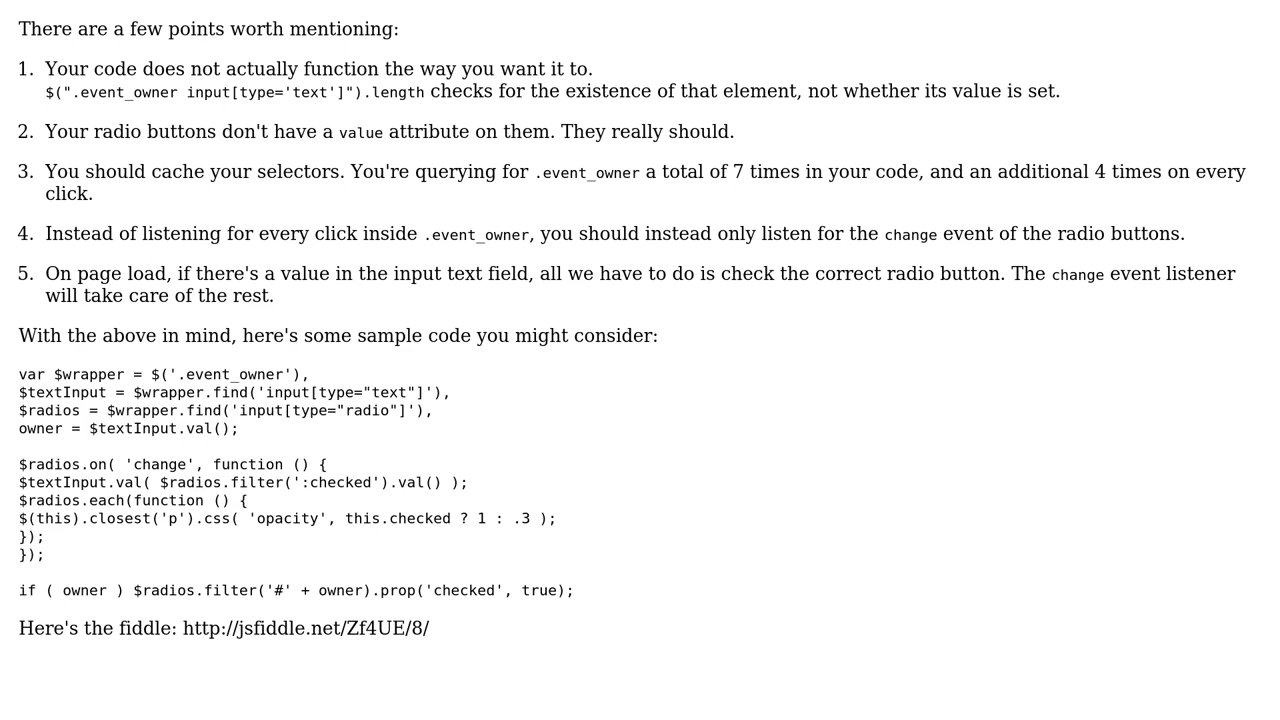 There are a few points worth mentioning:
1. Your code does not actually function the way you want it to.
$(".event_owner input[type='text']").length checks for the existence of that element, not whether its value is set.
2. Your radio buttons don't have a value attribute on them. They really should.
3. You should cache your selectors. You're querying for .event_owner a total of 7 times in your code, and an additional 4 times on every
click.
4. Instead of listening for every click inside .event_owner, you should instead only listen for the change event of the radio buttons.
5. On page load, if there's a value in the input text field, all we have to do is check the correct radio button. The change event listener
will take care of the rest.
With the above in mind, here's some sample code you might consider:
var $wrapper = $('.event_owner'),
$textInput = $wrapper.find('input[type="text"]'),
$radios = $wrapper.find('input[type="radio"]'),
owner = $textInput.val();
$radios.on( 'change', function () {
$textInput.val( $radios.filter(':checked').val() );
$radios.each(function () {
$(this).closest('p').css( 'opacity', this.checked ? 1 : .3 );
});
});
if ( owner ) $radios.filter('#' + owner).prop('checked', true);
Here's the fiddle: http://jsfiddle.net/Zf4UE/8/